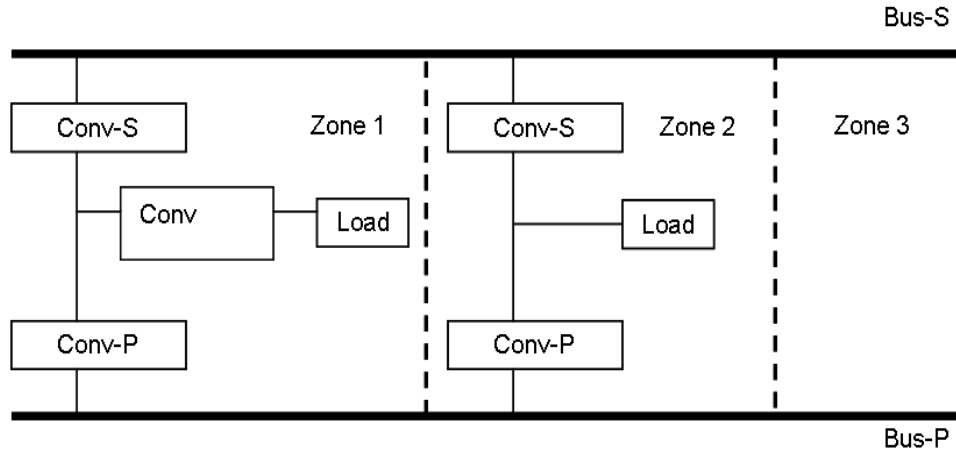 Bus-S
Conv-S
Zone 1
Conv-S
Zone 2
Zone 3
Conv
Load
Load
Conv-P
Conv-P
Bus-P